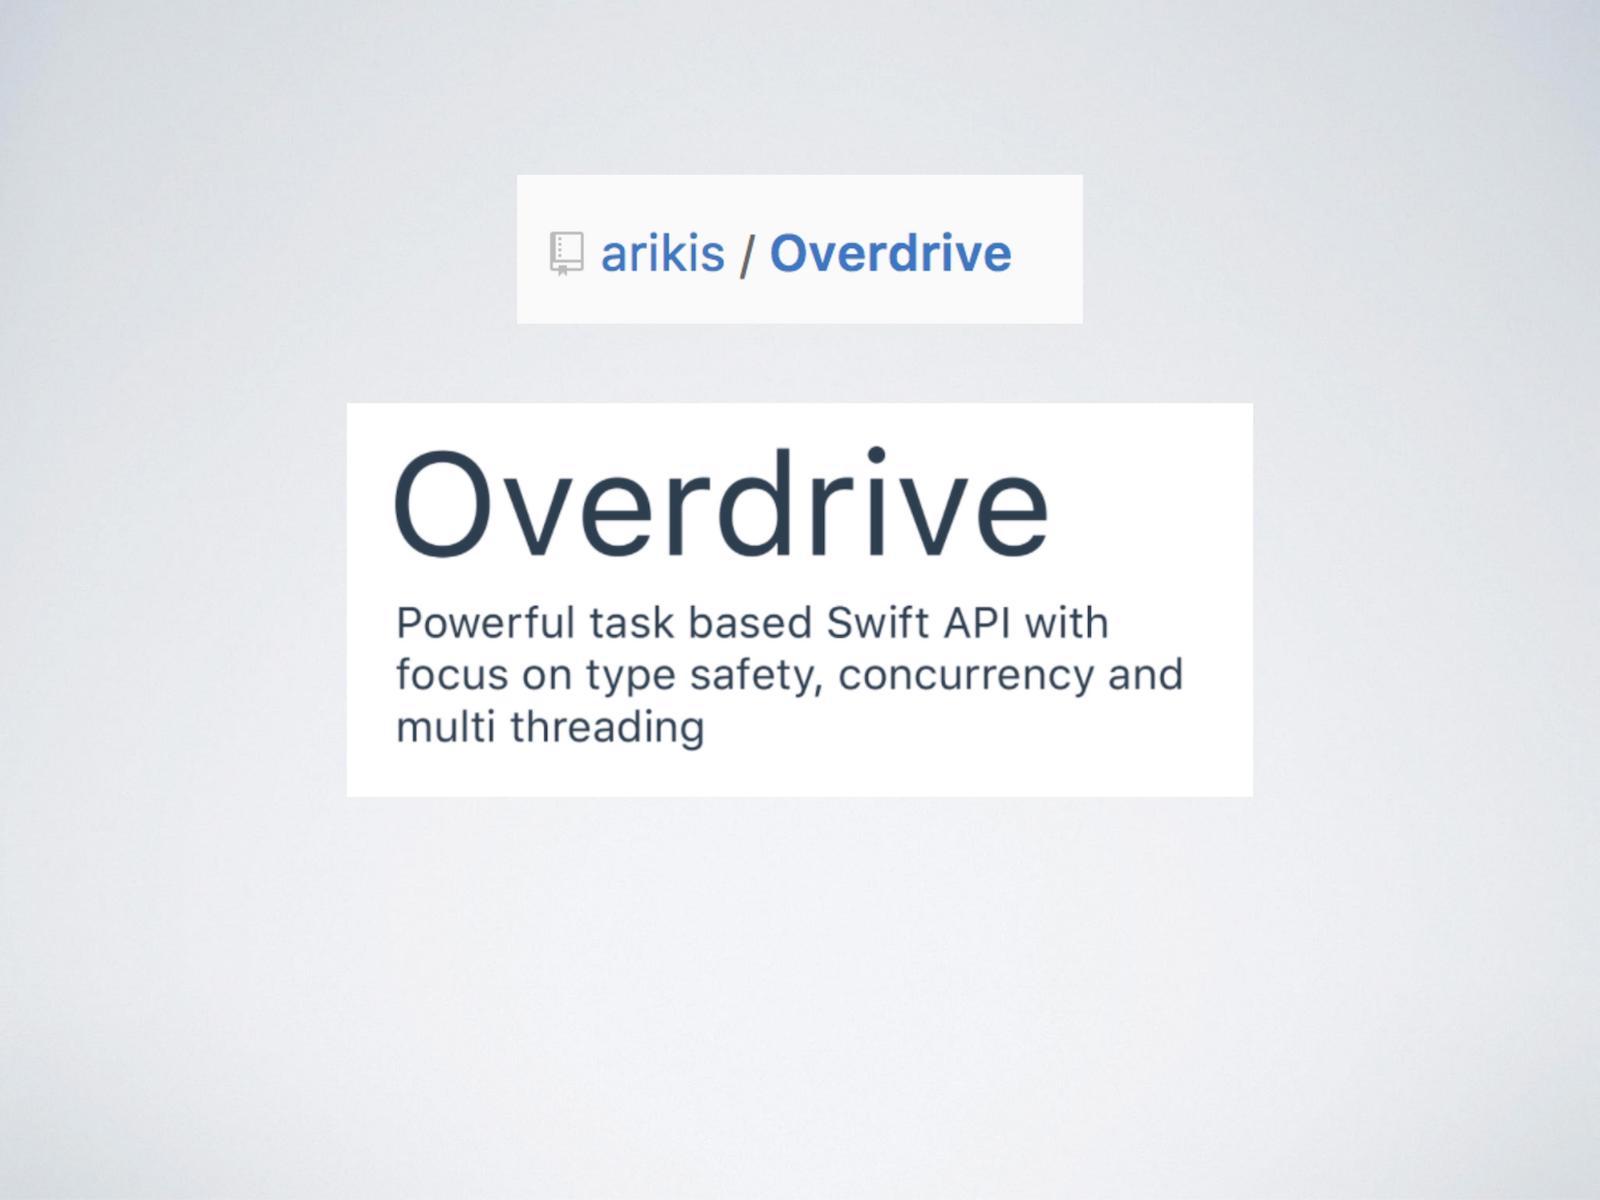 arikis / Overdrive
Overdrive
Powerful task based Swift API with
focus on type safety, concurrency and
multi threading